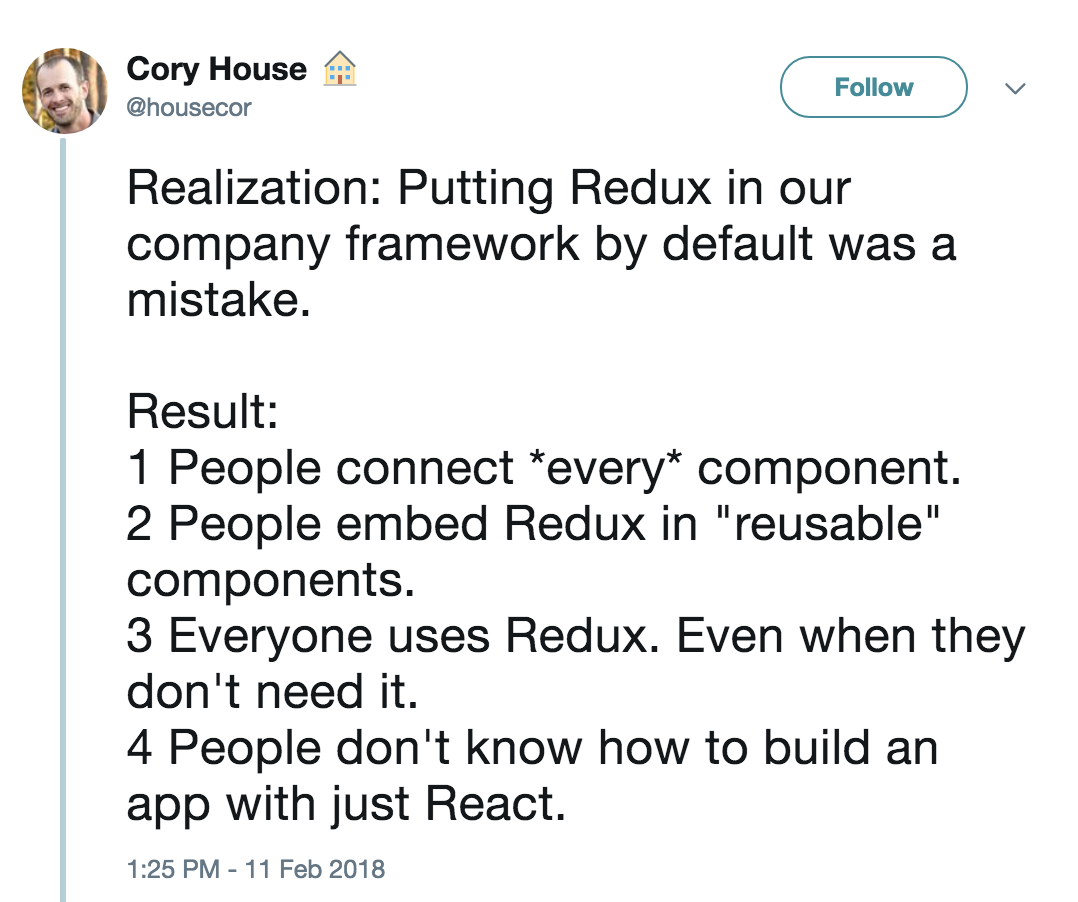 Cory House 🏠
@housecor
Follow
Realization: Putting Redux in our
company framework by default was a
mistake.
Result:
1 People connect *every* component.
2 People embed Redux in "reusable"
components.
3 Everyone uses Redux. Even when they
don't need it.
4 People don't know how to build an
app with just React.
1:25 PM - 11 Feb 2018